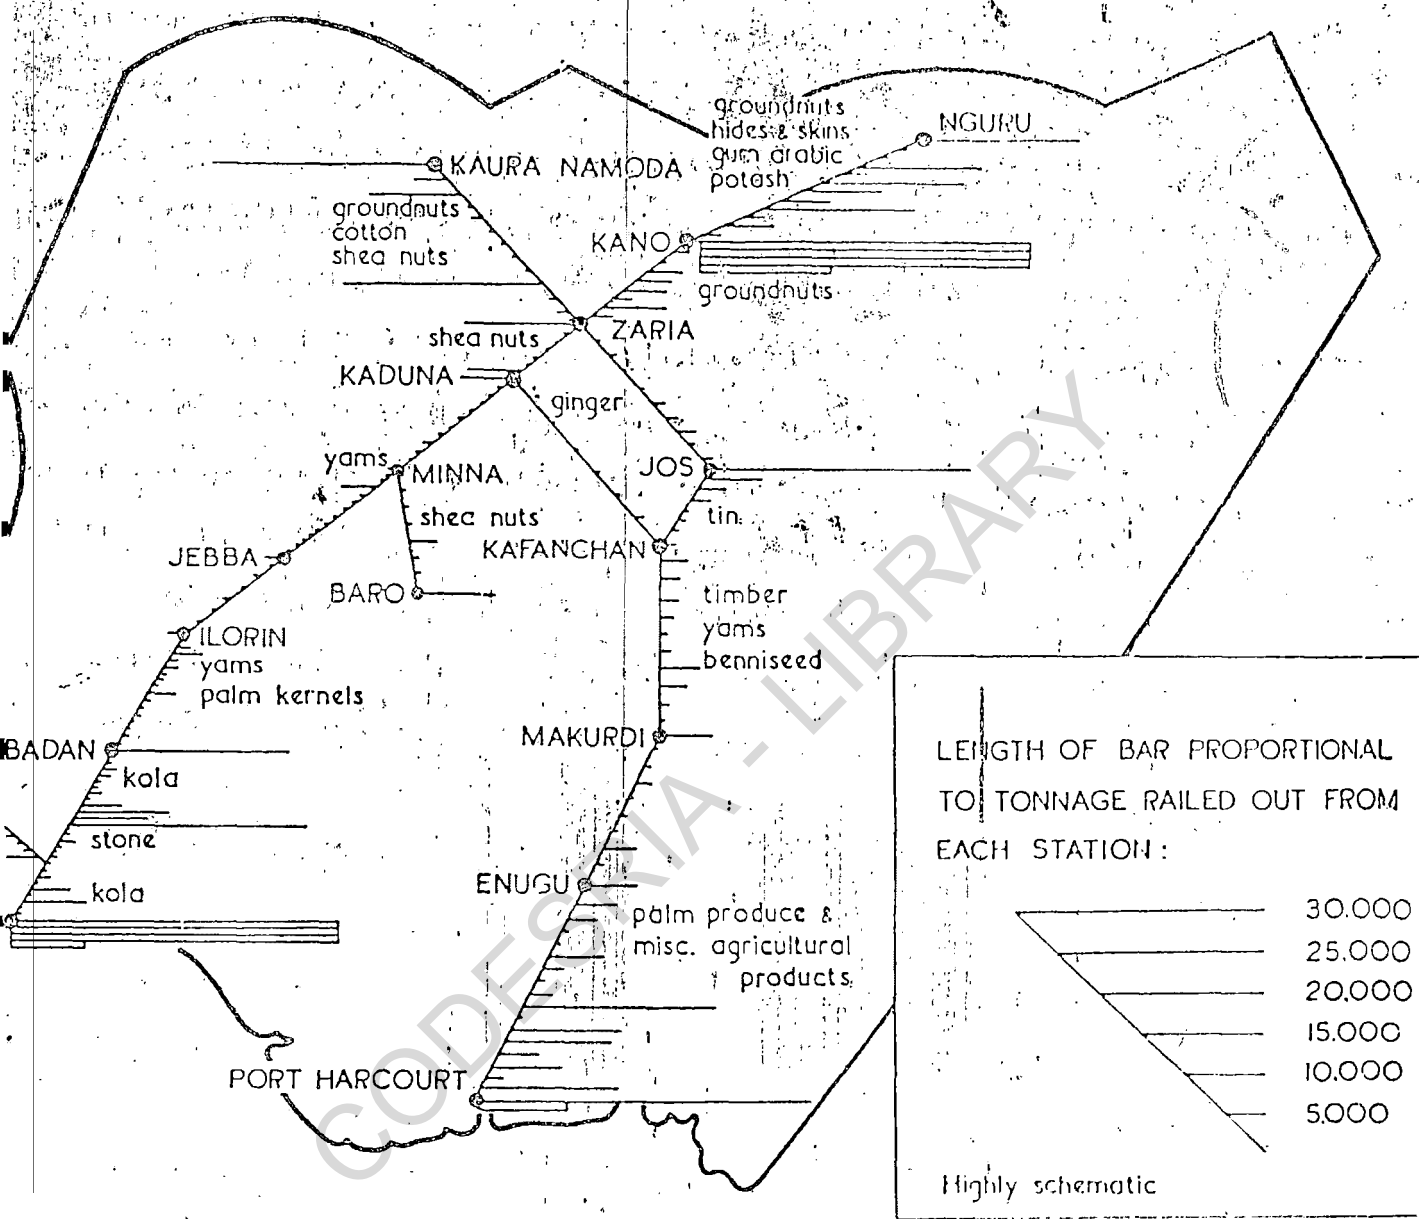 groundnuts
hides & skins
gum arabic
potash
NGURU
KAURA NAMODA
groundnuts
cotton
shea nuts
KANO
groundnuts
shea nuts
ZARIA
KADUNA
ginger
yams
MINNA
JOS
shea nuts
tin
JEBBA
KAFANCHAN
BARO
timber
yams
benniseed
ILORIN
yams
palm kernels
BADAN
MAKURDI
kola
stone
ENUGU
kola
palm produce &
misc. agricultural
products
PORT HARCOURT
LENGTH OF BAR PROPORTIONAL
TO TONNAGE RAILED OUT FROM
EACH STATION:
30.000
25.000
20.000
15.000
10.000
5.000
Highly schematic
CODESRIA - LIBRARY